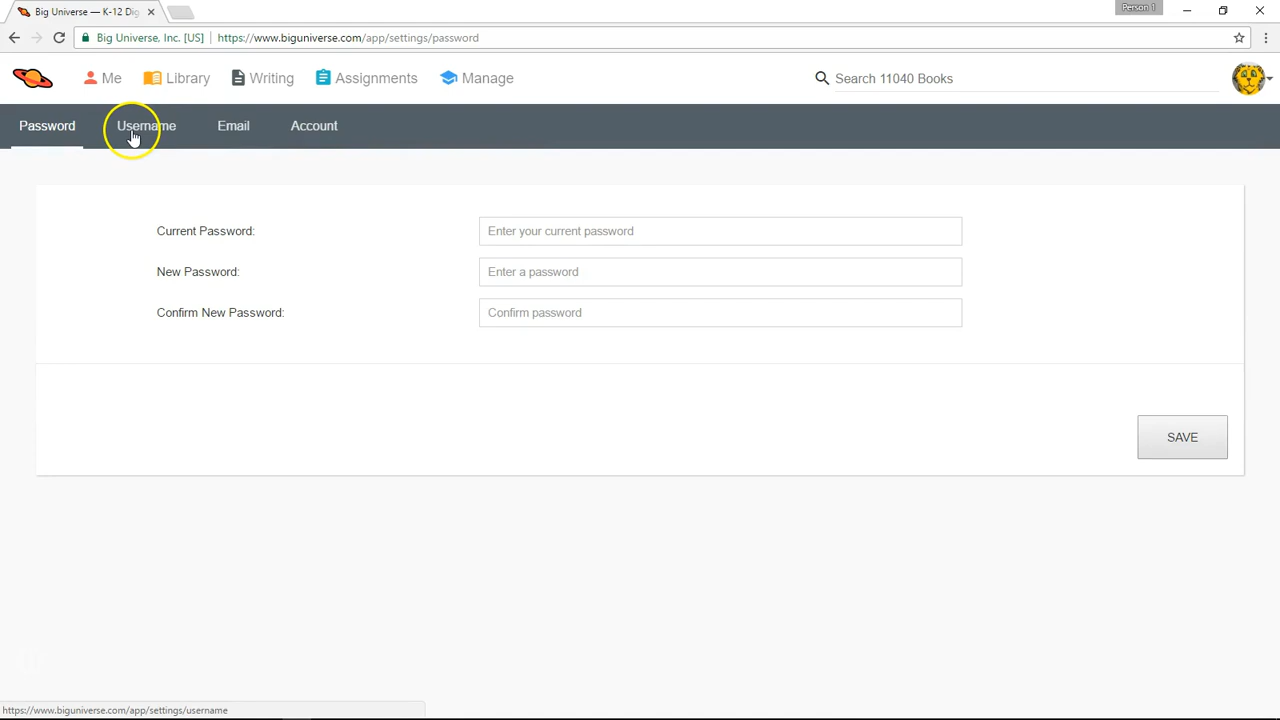 Big Universe — K-12 Dig
Person 1
Big Universe, Inc. [US] | https://www.biguniverse.com/app/settings/password
Me Library Writing Assignments Manage Search 11040 Books
Password Username Email Account
Current Password: Enter your current password
New Password: Enter a password
Confirm New Password: Confirm password
SAVE
https://www.biguniverse.com/app/settings/username